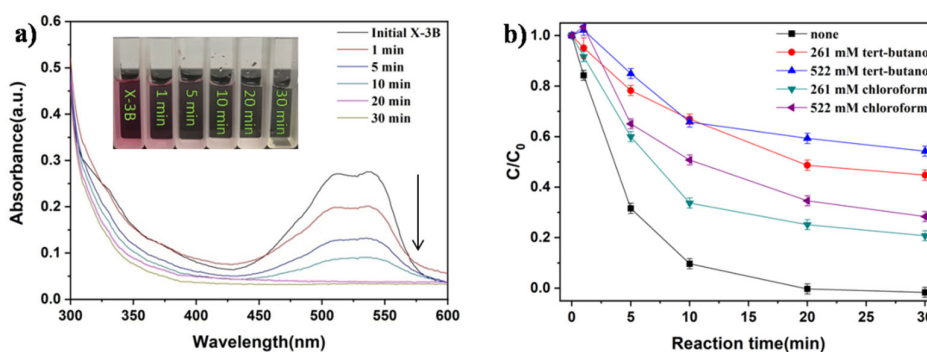 a)
0.6
0.5
0.4
0.3
0.2
0.1
0.0
300
350
400
450
500
550
600
Absorbance(a.u.)
Wavelength(nm)
Initial X-3B
1 min
5 min
10 min
20 min
30 min
X-3B
1 min
5 min
10 min
20 min
30 min
b)
1.0
0.8
0.6
0.4
0.2
0.0
0
5
10
15
20
25
30
C/C0
Reaction time(min)
none
261 mM tert-butano
522 mM tert-butano
261 mM chloroform
522 mM chloroform